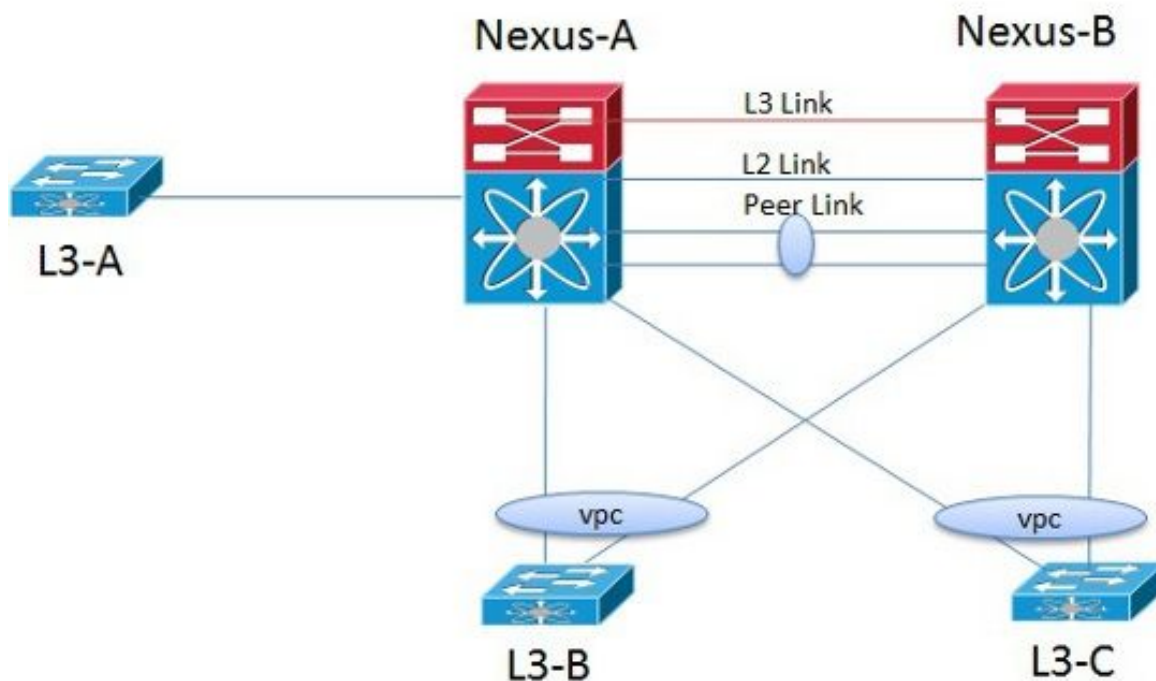 Nexus-A
Nexus-B
L3 Link
L2 Link
Peer Link
L3-A
vpc
vpc
L3-B
L3-C